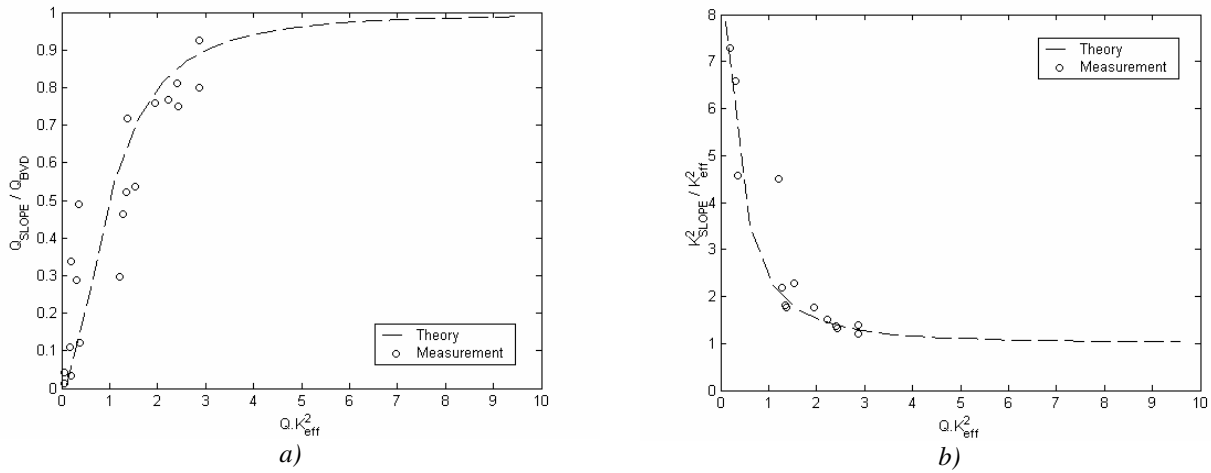 1
0.9
0.8
0.7
0.6
0.5
0.4
0.3
0.2
0.1
0
Q_SLOPE / Q_BVD
Theory
Measurement
0 1 2 3 4 5 6 7 8 9 10
Q.K²_eff
a)
8
7
6
5
4
3
2
1
0
K²_SLOPE / K²_eff
Theory
Measurement
0 1 2 3 4 5 6 7 8 9 10
Q.K²_eff
b)